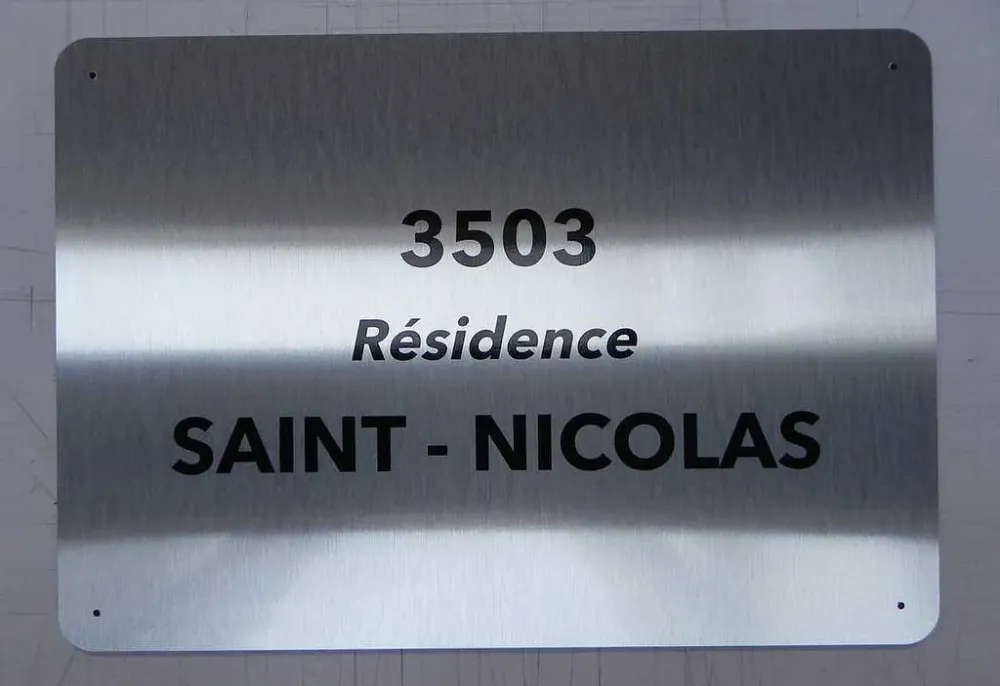 3503
Résidence
SAINT - NICOLAS